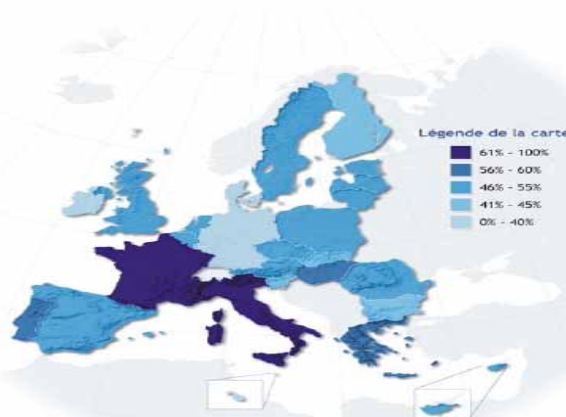 Légende de la carte
61% - 100%
56% - 60%
46% - 55%
41% - 45%
0% - 40%